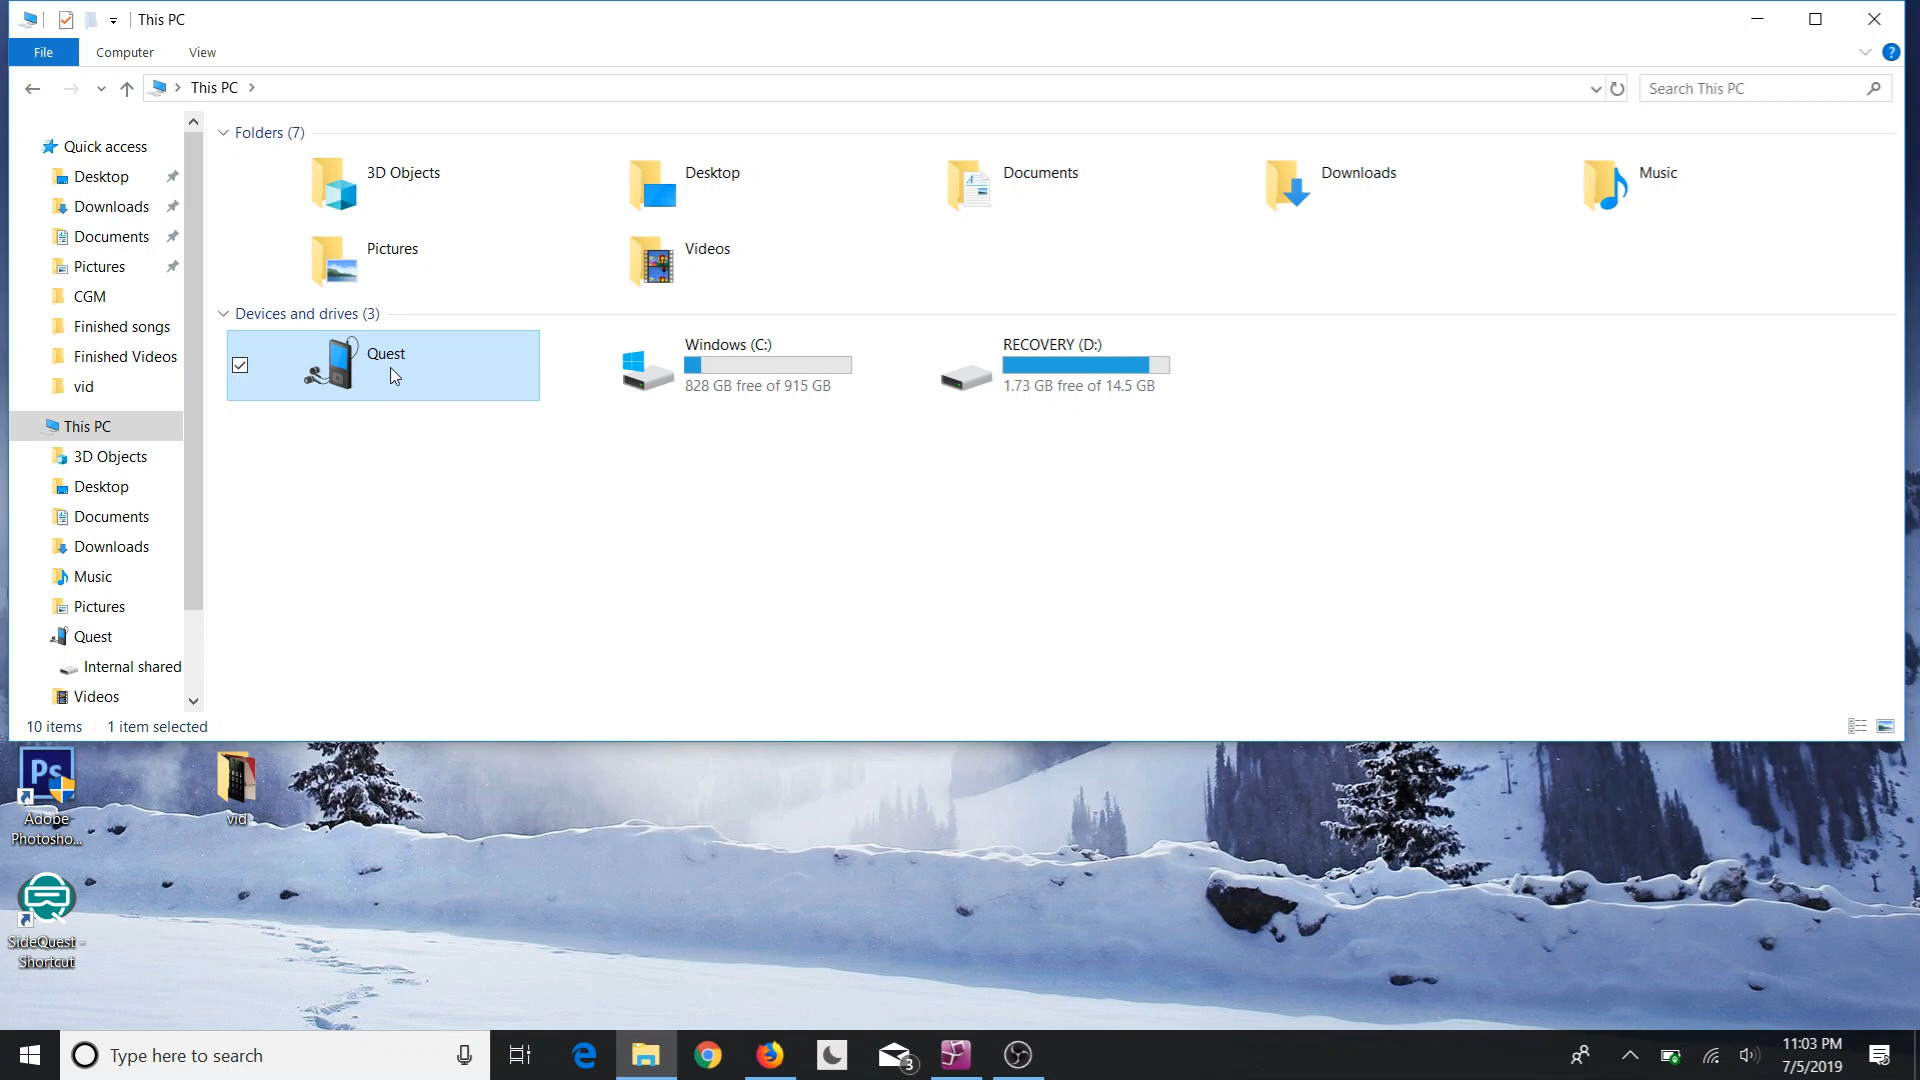 This PC
File Computer View
This PC
Search This PC
Quick access
Desktop
Downloads
Documents
Pictures
CGM
Finished songs
Finished Videos
vid
This PC
3D Objects
Desktop
Documents
Downloads
Music
Pictures
Quest
Internal shared
Videos
Folders (7)
3D Objects
Desktop
Documents
Downloads
Music
Pictures
Videos
Devices and drives (3)
Quest
Windows (C:)
828 GB free of 915 GB
RECOVERY (D:)
1.73 GB free of 14.5 GB
10 items 1 item selected
Ps
Adobe
Photosho...
vid
SideQuest -
Shortcut
Type here to search
3
11:03 PM
7/5/2019